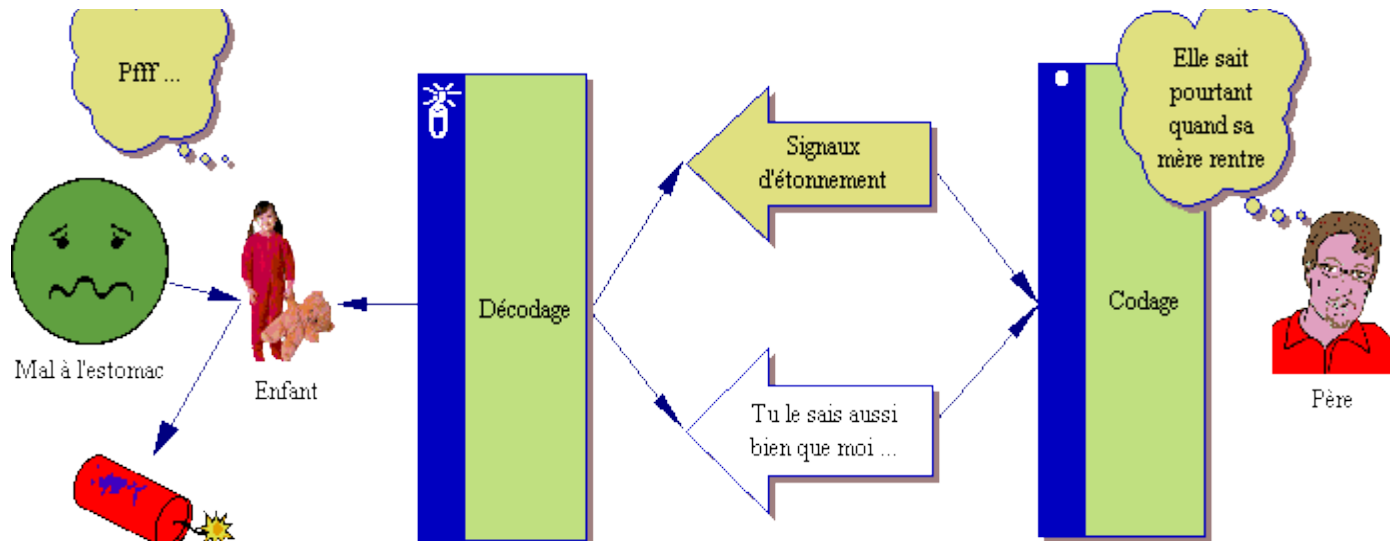 Pfff ...
Elle sait
pourtant
quand sa
mère rentre
Signaux
d'étonnement
Décodage
Codage
Mal à l'estomac
Enfant
Tu le sais aussi
bien que moi ...
Père